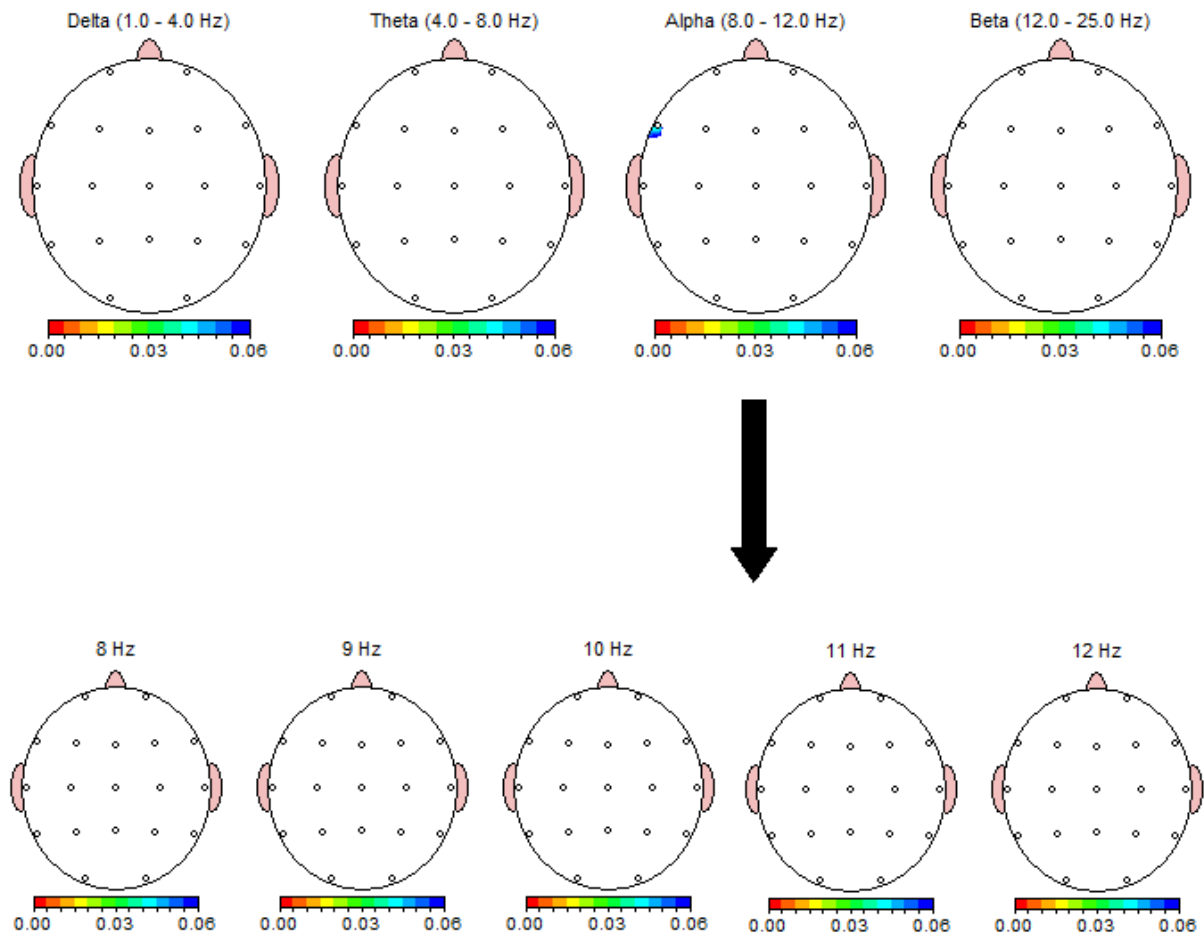 Delta (1.0 - 4.0 Hz) Theta (4.0 - 8.0 Hz) Alpha (8.0 - 12.0 Hz) Beta (12.0 - 25.0 Hz)
0.00 0.03 0.06 0.00 0.03 0.06 0.00 0.03 0.06 0.00 0.03 0.06
8 Hz 9 Hz 10 Hz 11 Hz 12 Hz
0.00 0.03 0.06 0.00 0.03 0.06 0.00 0.03 0.06 0.00 0.03 0.06 0.00 0.03 0.06